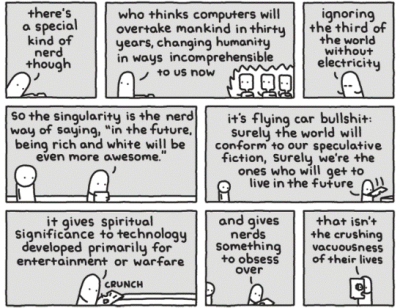 there's
a special
kind of
nerd
though
who thinks computers will
overtake mankind in thirty
years, changing humanity
in ways incomprehensible
to us now
ignoring
the third of
the world
without
electricity
so the singularity is the nerd
way of saying, "in the future,
being rich and white will be
even more awesome."
it's flying car bullshit:
surely the world will
conform to our speculative
fiction, surely we're the
ones who will get to
live in the future
it gives spiritual
significance to technology
developed primarily for
entertainment or warfare
CRUNCH
and gives
nerds
something
to obsess
over
that isn't
the crushing
vacuousness
of their lives